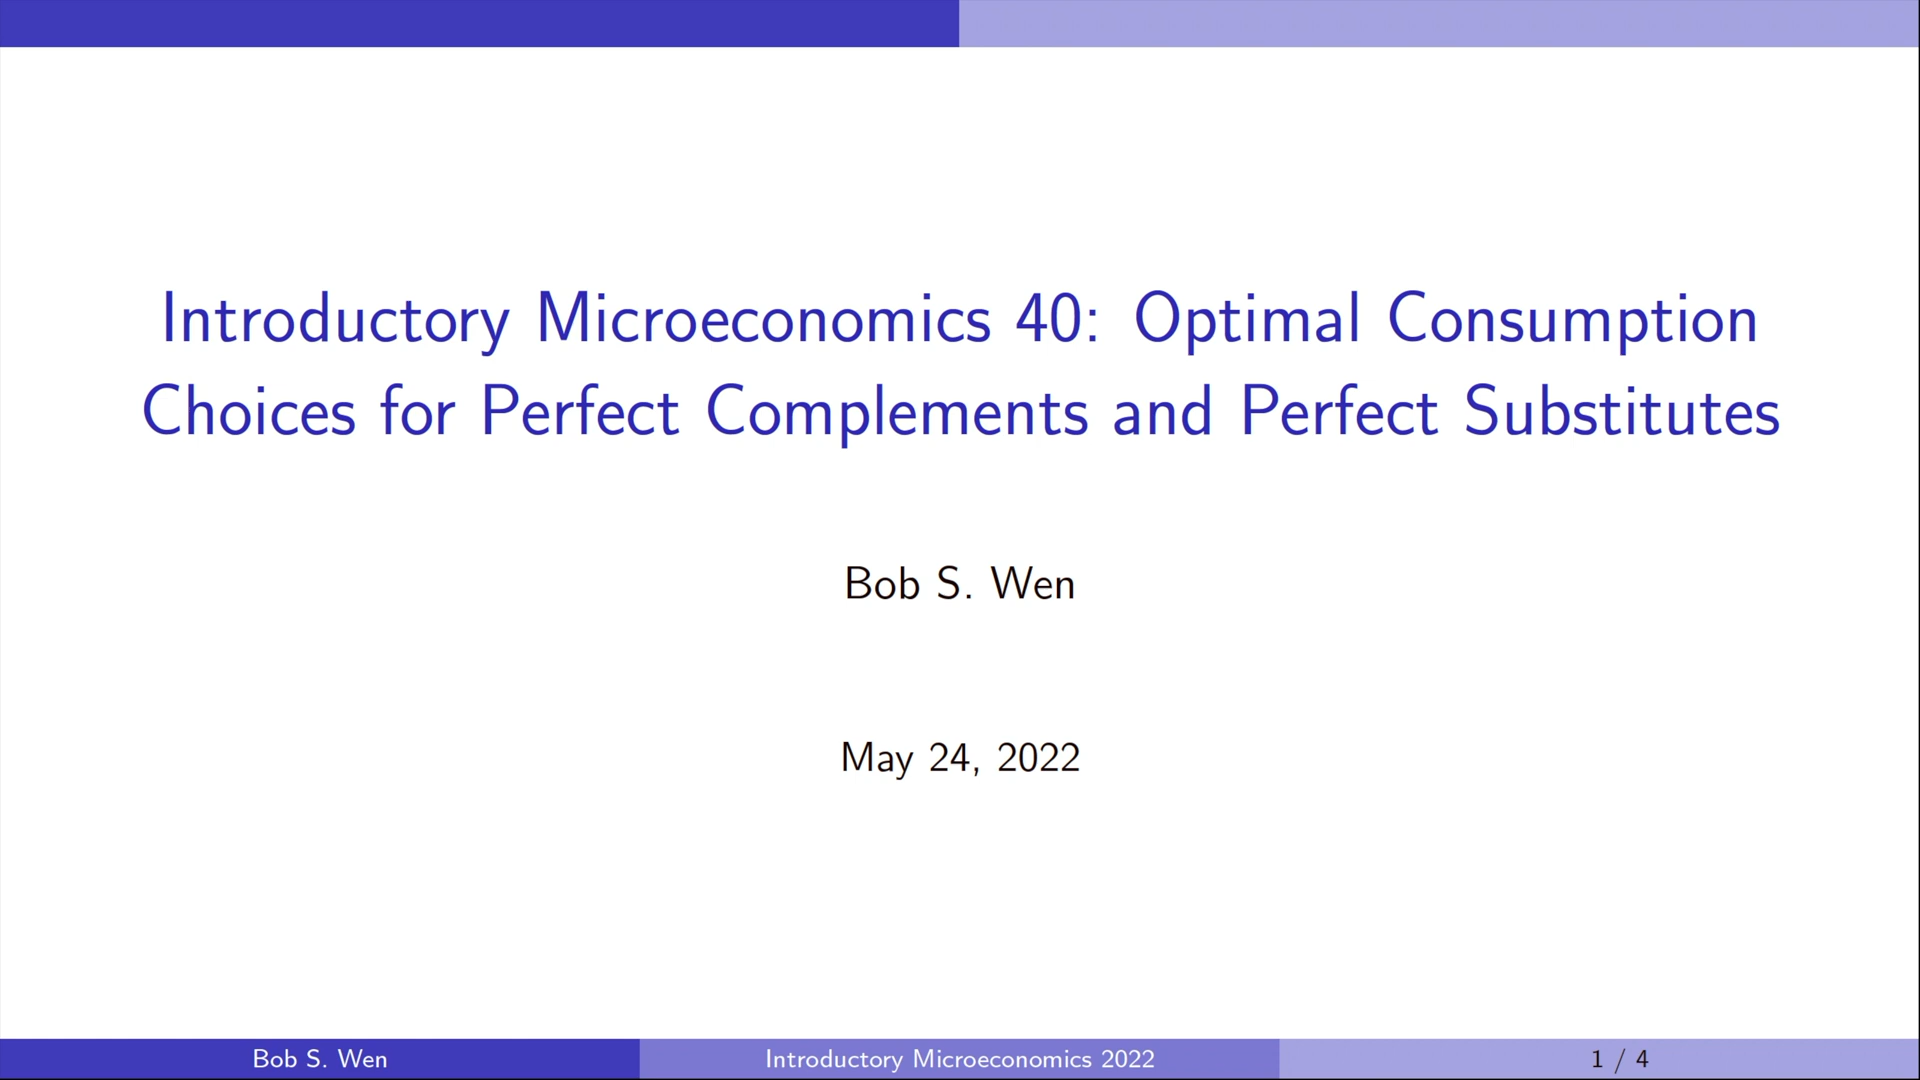 Introductory Microeconomics 40: Optimal Consumption
Choices for Perfect Complements and Perfect Substitutes
Bob S. Wen
May 24, 2022
Bob S. Wen
Introductory Microeconomics 2022
1 / 4